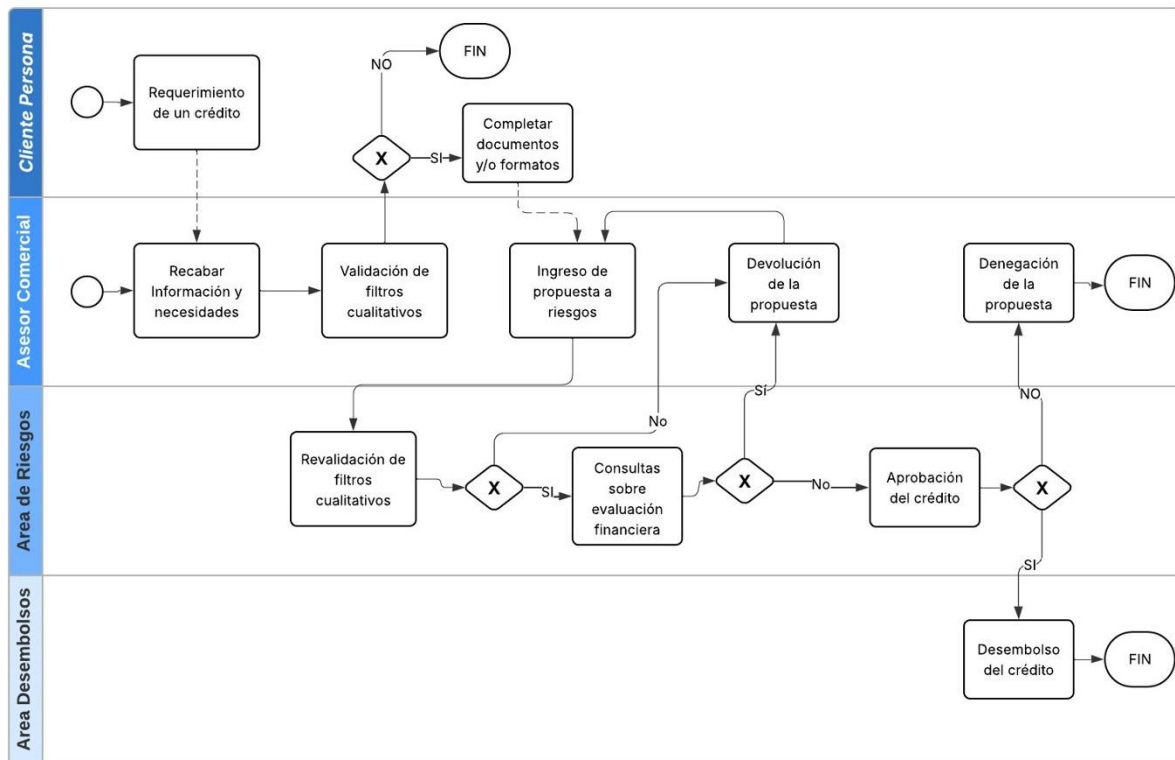 Cliente Persona
Requerimiento
de un crédito
NO
FIN
X
SI
Completar
documentos
y/o formatos
Asesor Comercial
Recabar
Información y
necesidades
Validación de
filtros
cualitativos
Ingreso de
propuesta a
riesgos
Devolución
de la
propuesta
Denegación
de la
propuesta
FIN
Area de Riesgos
Revalidación de
filtros
cualitativos
X
No
SI
Consultas
sobre
evaluación
financiera
X
Sí
No
Aprobación
del crédito
X
NO
SI
Area Desembolsos
Desembolso
del crédito
FIN